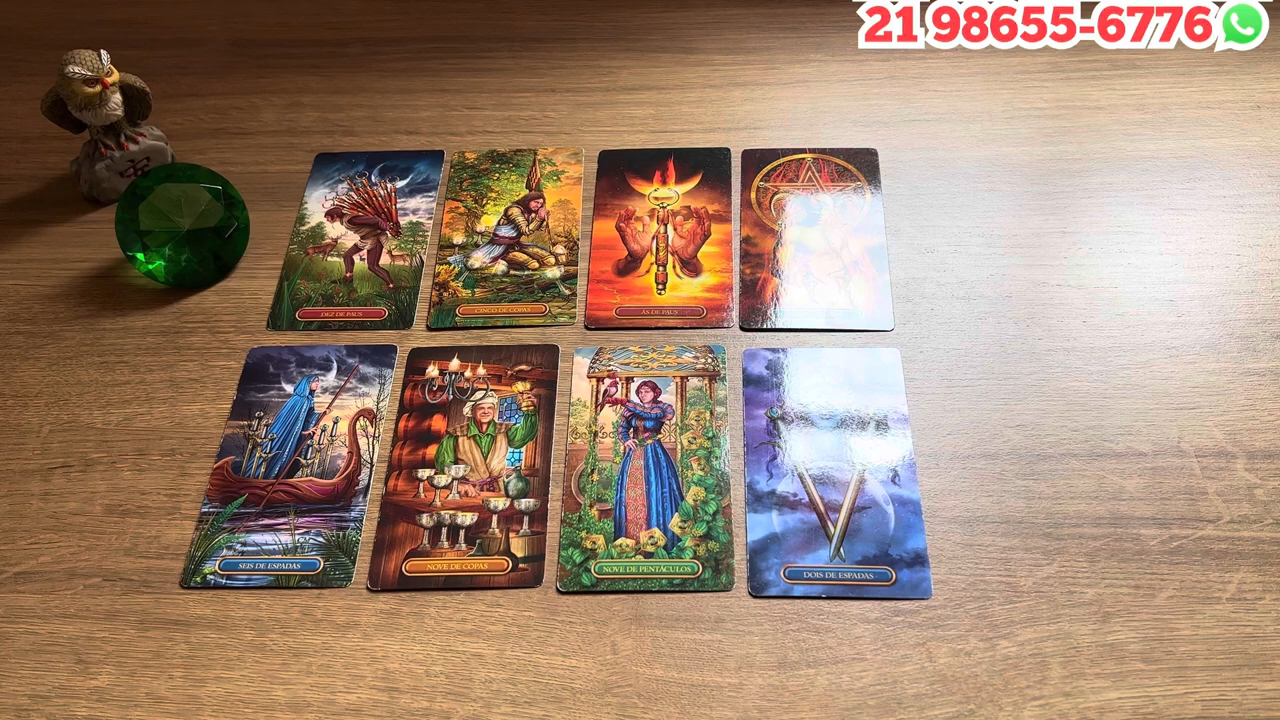 21 98655-6776
DEZ DE PAUS
CINCO DE COPAS
ÁS DE PAUS
SEIS DE ESPADAS
NOVE DE COPAS
NOVE DE PENTÁCULOS
DOIS DE ESPADAS